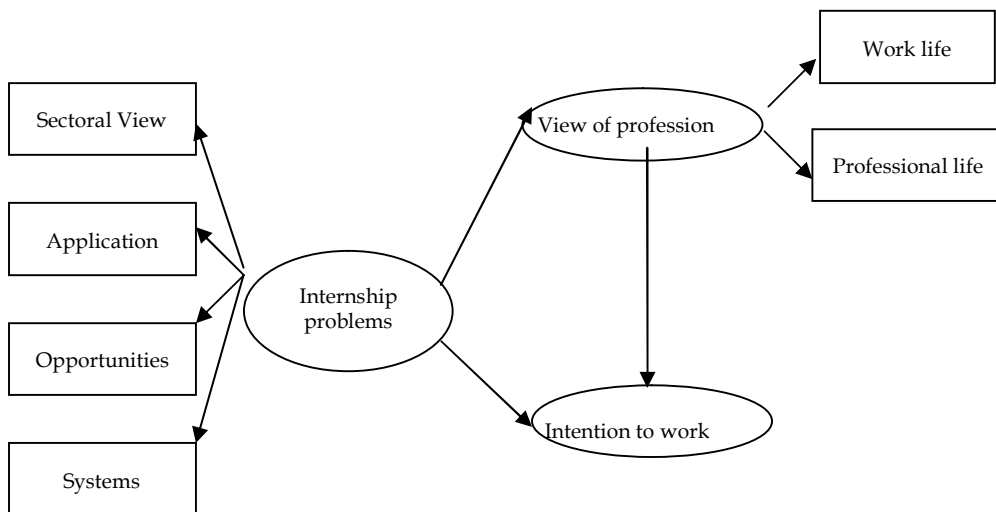 Work life
Sectoral View
View of profession
Professional life
Application
Internship
problems
Opportunities
Intention to work
Systems